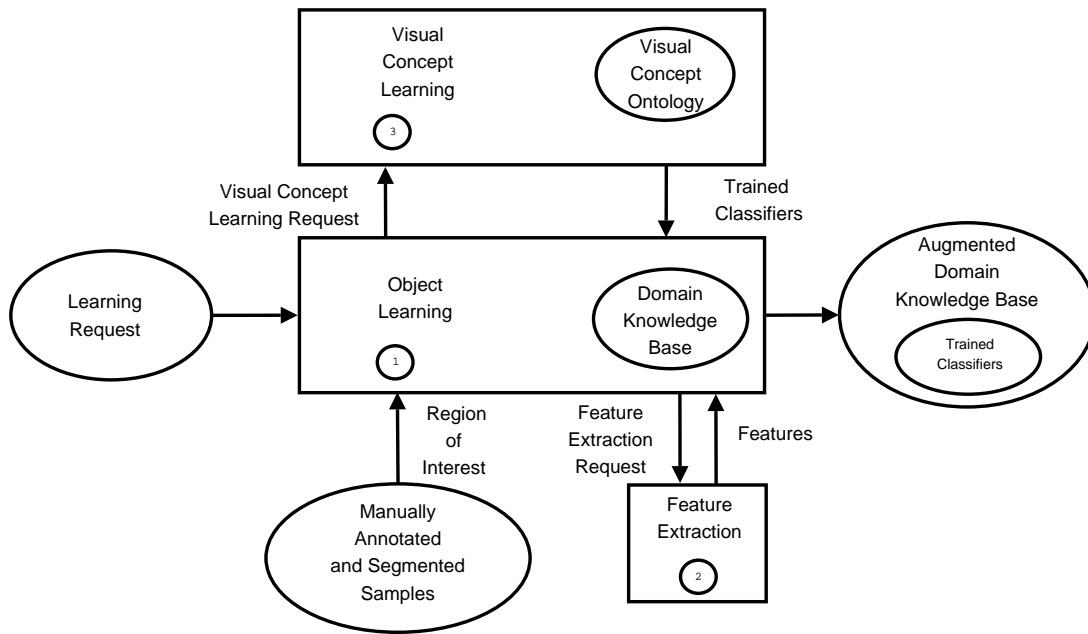 Visual
Concept
Learning
3
Visual
Concept
Ontology
Visual Concept
Learning Request
Trained
Classifiers
Learning
Request
Object
Learning
1
Domain
Knowledge
Base
Augmented
Domain
Knowledge Base
Trained
Classifiers
Region
of
Interest
Feature
Extraction
Request
Features
Manually
Annotated
and Segmented
Samples
Feature
Extraction
2